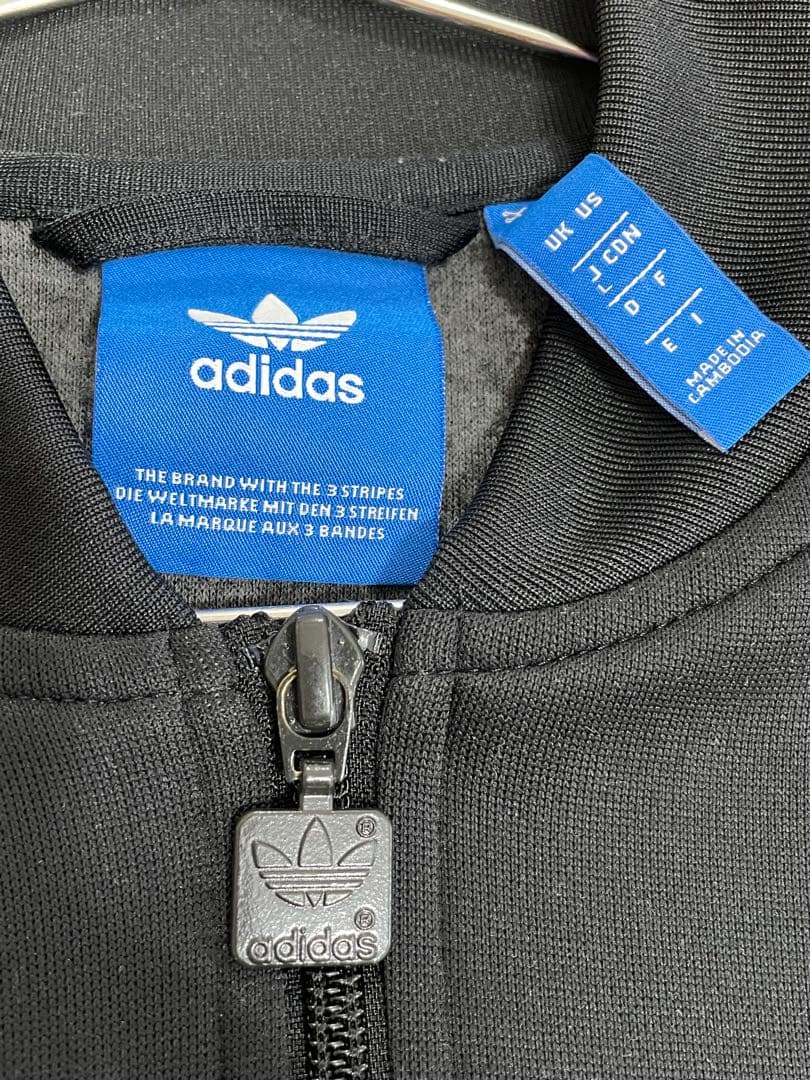 adidas
THE BRAND WITH THE 3 STRIPES
DIE WELTMARKE MIT DEN 3 STREIFEN
LA MARQUE AUX 3 BANDES
UK US
J CDN
L
D F
E I
MADE IN
CAMBODIA
®
®
adidas